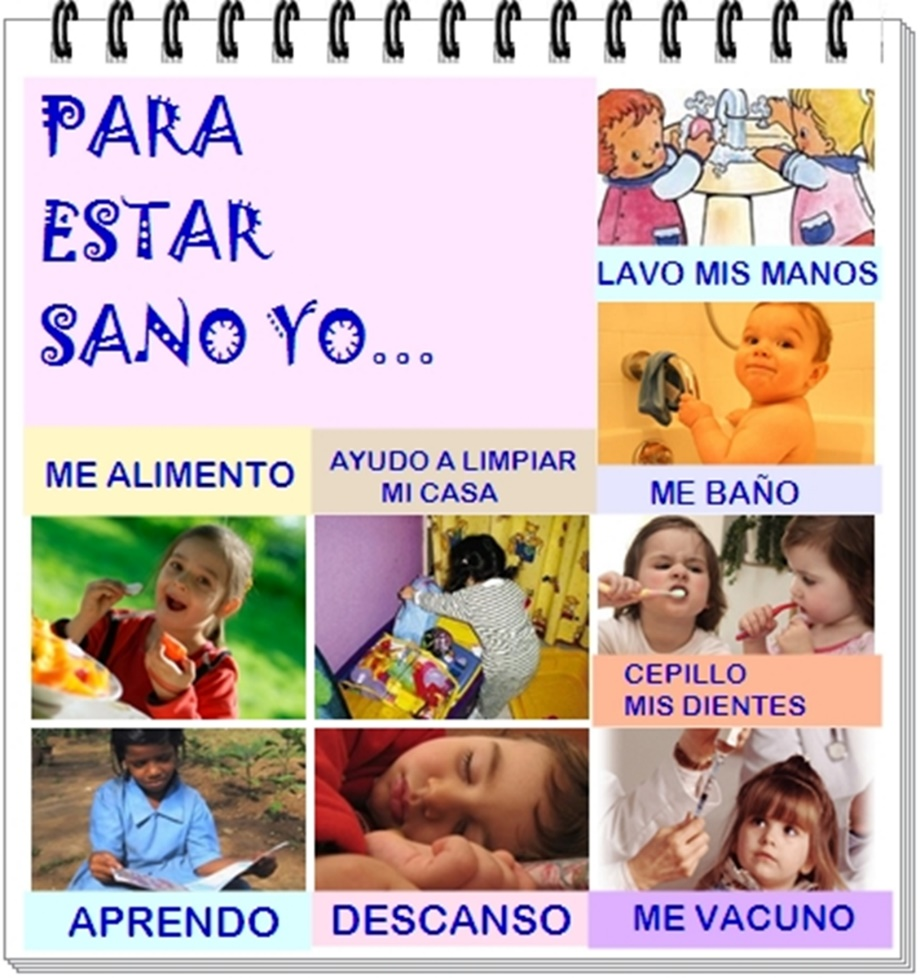 PARA
ESTAR
SANO YO...
LAVO MIS MANOS
ME BAÑO
ME ALIMENTO
AYUDO A LIMPIAR
MI CASA
CEPILLO
MIS DIENTES
APRENDO
DESCANSO
ME VACUNO